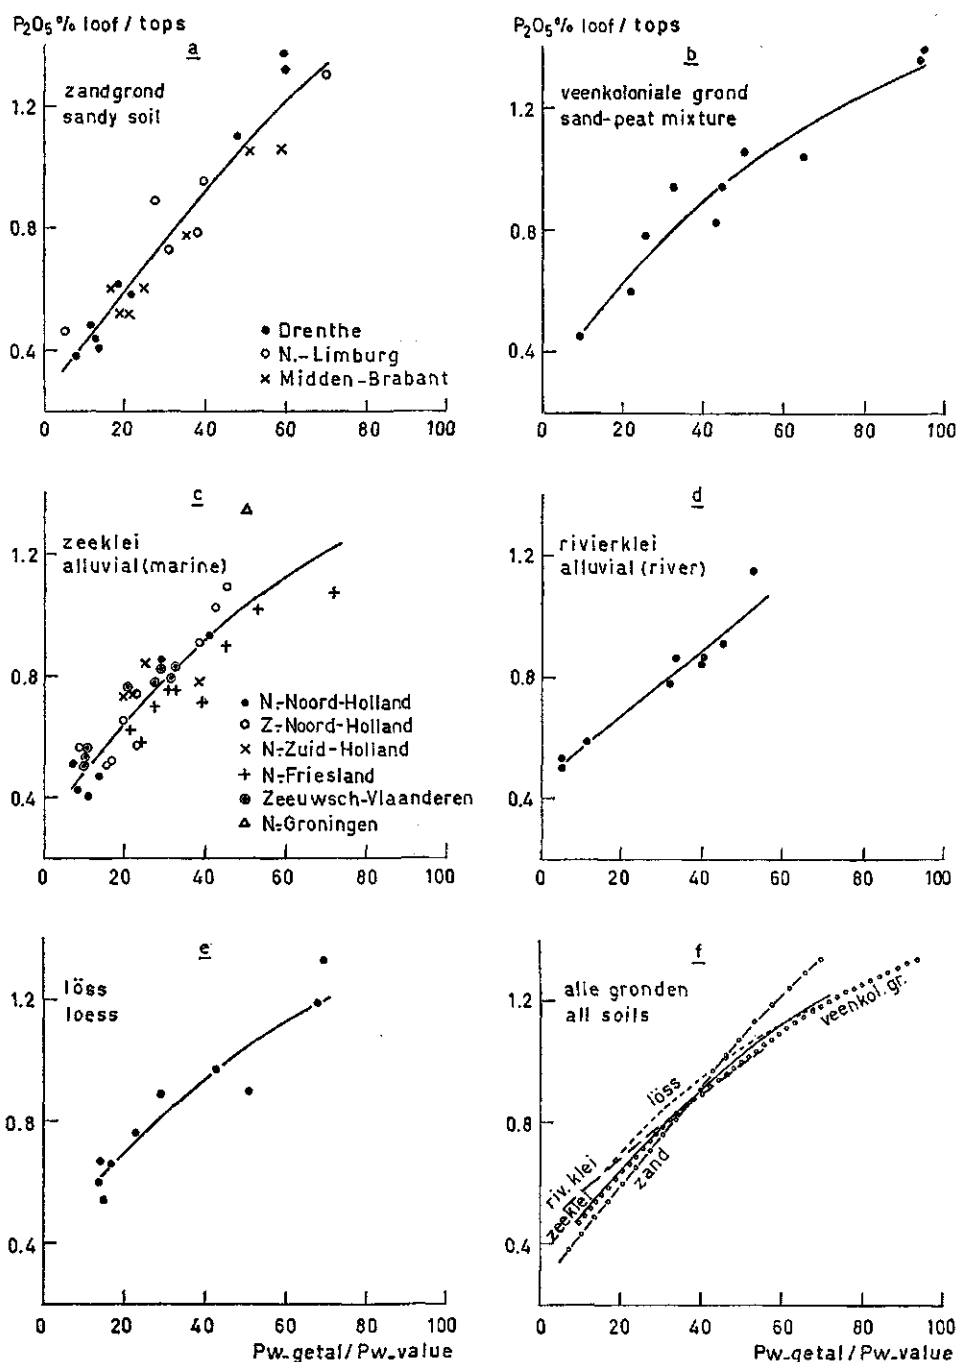 P₂O₅% loof / tops
P₂O₅% loof / tops
a
zandgrond
sandy soil
1.2
0.8
0.4
Drenthe
N.-Limburg
Midden-Brabant
0 20 40 60 80 100
b
veenkoloniale grond
sand-peat mixture
1.2
0.8
0.4
0 20 40 60 80 100
c
zeeklei
alluvial (marine)
1.2
0.8
0.4
N.-Noord-Holland
Z.-Noord-Holland
N.-Zuid-Holland
N.-Friesland
Zeeuwsch-Vlaanderen
N.-Groningen
0 20 40 60 80 100
d
rivierklei
alluvial (river)
1.2
0.8
0.4
0 20 40 60 80 100
e
löss
loess
1.2
0.8
0.4
0 20 40 60 80 100
Pw-getal/Pw-value
f
alle gronden
all soils
1.2
0.8
0.4
veenkol. gr.
löss
riv. klei
zeeklei
zand
0 20 40 60 80 100
Pw-getal/Pw-value